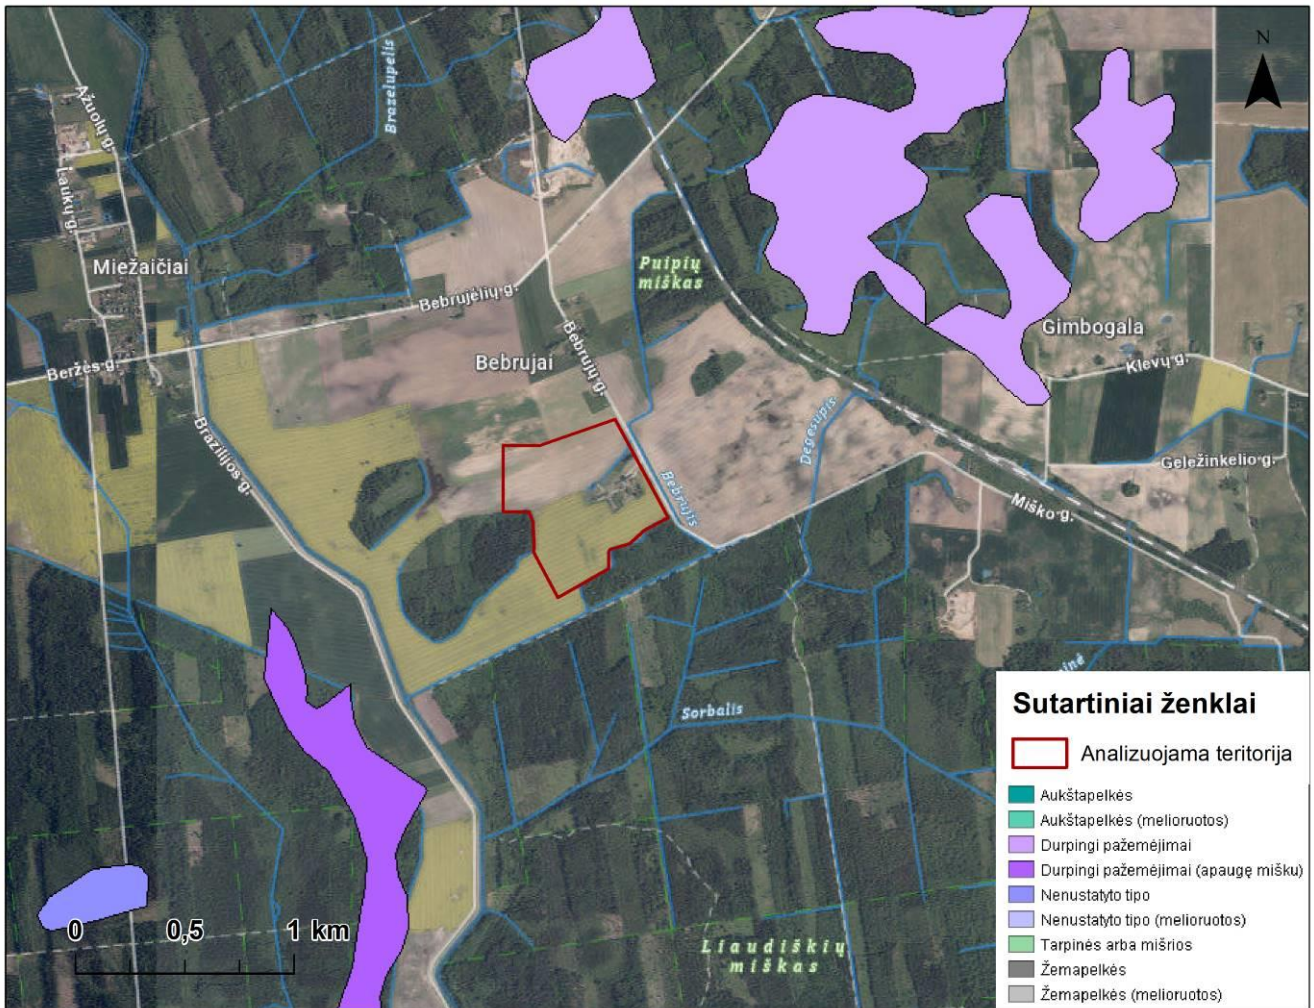 N
Ąžuolų g.
Laukų g.
Brazelupelis
Miežaičiai
Puipių
miškas
Bebrujėlių g.
Gimbogala
Beržės g.
Bebrujai
Bebrujų g.
Klevų g.
Brazilijos g.
Degesupis
Geležinkelio g.
Bebrujis
Miško g.
Sorbalis
Liaudiškių
miškas
0 0,5 1 km
Sutartiniai ženklai
Analizuojama teritorija
Aukštapelkės
Aukštapelkės (melioruotos)
Durpingi pažemėjimai
Durpingi pažemėjimai (apaugę mišku)
Nenustatyto tipo
Nenustatyto tipo (melioruotos)
Tarpinės arba mišrios
Žemapelkės
Žemapelkės (melioruotos)